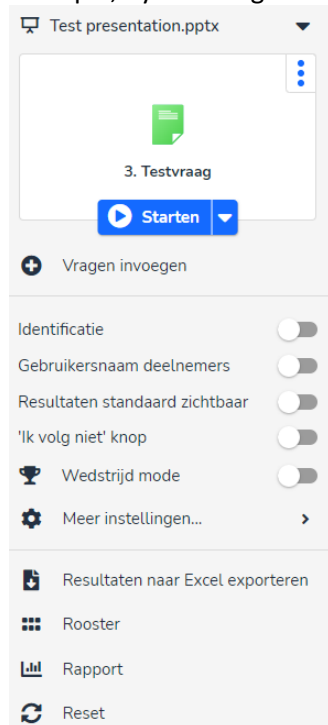 Test presentation.pptx
3. Testvraag
Starten
Vragen invoegen
Identificatie
Gebruikersnaam deelnemers
Resultaten standaard zichtbaar
'Ik volg niet' knop
Wedstrijd mode
Meer instellingen...
Resultaten naar Excel exporteren
Rooster
Rapport
Reset